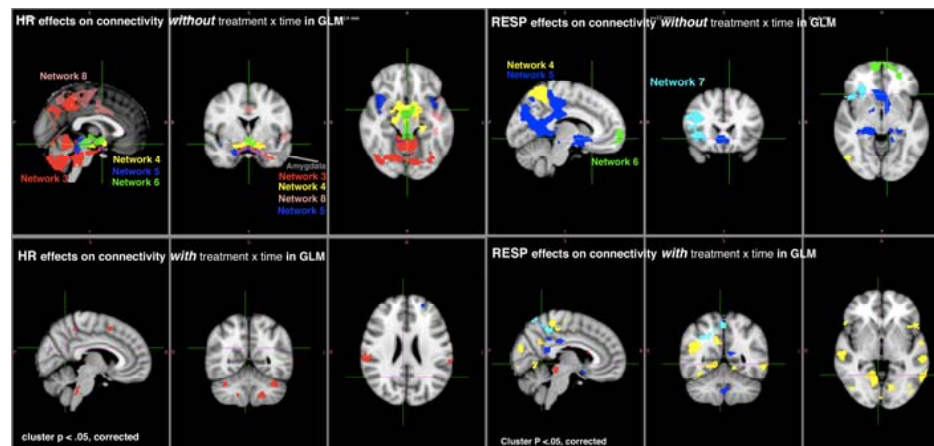 HR effects on connectivity without treatment x time in GLM
Network 8
Network 4
Network 5
Network 6
Network 3
Amygdala
Network 3
Network 4
Network 8
Network 5
RESP effects on connectivity without treatment x time in GLM
Network 4
Network 5
Network 6
Network 7
HR effects on connectivity with treatment x time in GLM
cluster p < .05, corrected
RESP effects on connectivity with treatment x time in GLM
Cluster P <.05, corrected